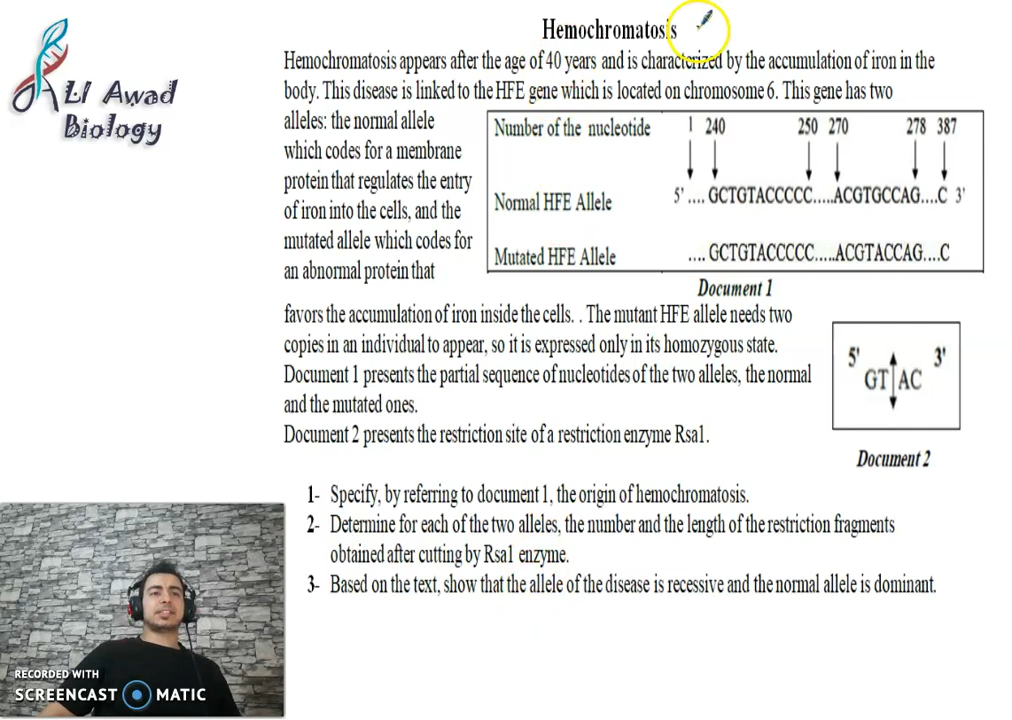 Hemochromatosis
ALI Awad
Biology
Hemochromatosis appears after the age of 40 years and is characterized by the accumulation of iron in the
body. This disease is linked to the HFE gene which is located on chromosome 6. This gene has two
alleles: the normal allele
which codes for a membrane
protein that regulates the entry
of iron into the cells, and the
mutated allele which codes for
an abnormal protein that
Number of the nucleotide 1 240 250 270 278 387
Normal HFE Allele 5' .... GCTGTACCCCC.....ACGTGCCAG....C 3'
Mutated HFE Allele .... GCTGTACCCCC.....ACGTACCAG....C
Document 1
favors the accumulation of iron inside the cells. . The mutant HFE allele needs two
copies in an individual to appear, so it is expressed only in its homozygous state.
Document 1 presents the partial sequence of nucleotides of the two alleles, the normal
and the mutated ones.
Document 2 presents the restriction site of a restriction enzyme Rsa1.
5' 3'
GT AC
Document 2
1- Specify, by referring to document 1, the origin of hemochromatosis.
2- Determine for each of the two alleles, the number and the length of the restriction fragments
obtained after cutting by Rsa1 enzyme.
3- Based on the text, show that the allele of the disease is recessive and the normal allele is dominant.
RECORDED WITH
SCREENCAST MATIC